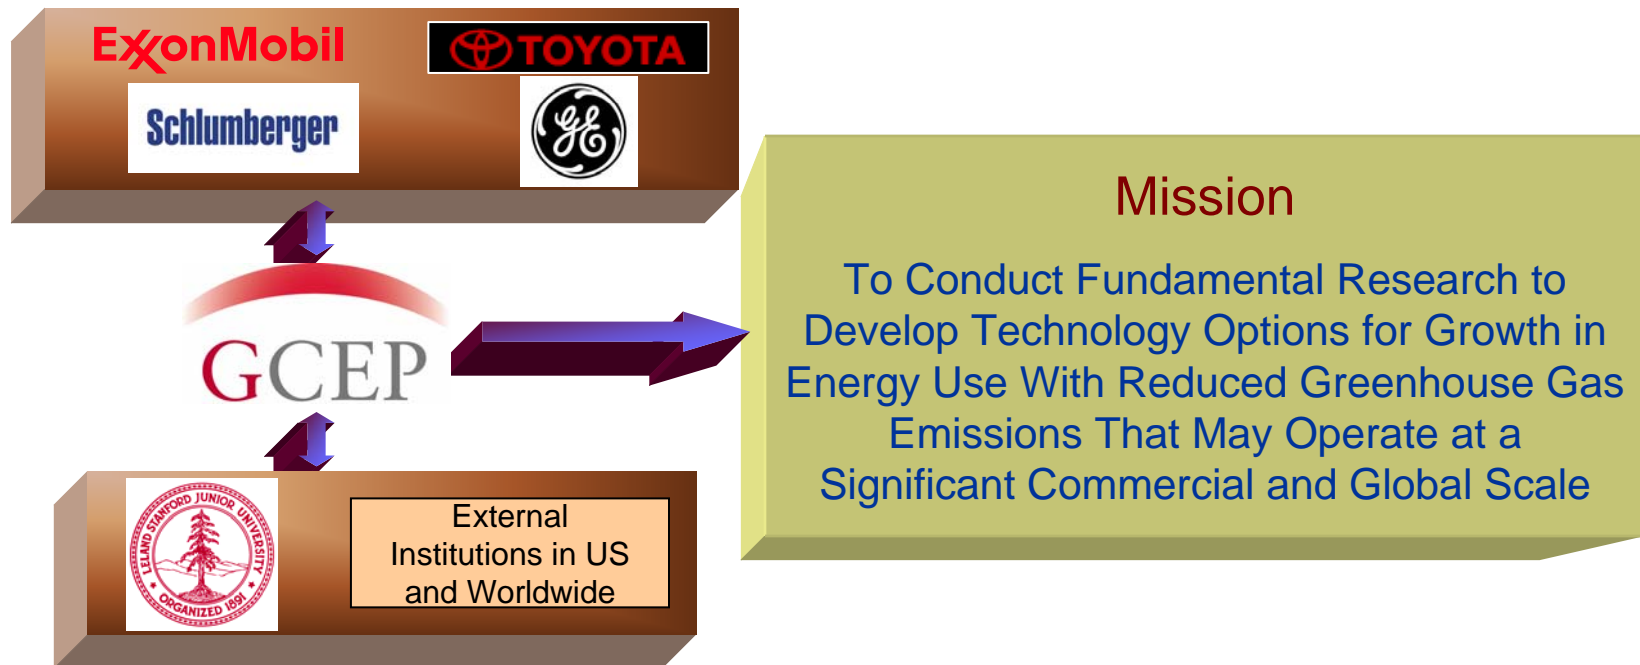 ExxonMobil
TOYOTA
Schlumberger
GE
GCEP
LELAND STANFORD JUNIOR UNIVERSITY
ORGANIZED 1891
External
Institutions in US
and Worldwide
Mission
To Conduct Fundamental Research to
Develop Technology Options for Growth in
Energy Use With Reduced Greenhouse Gas
Emissions That May Operate at a
Significant Commercial and Global Scale